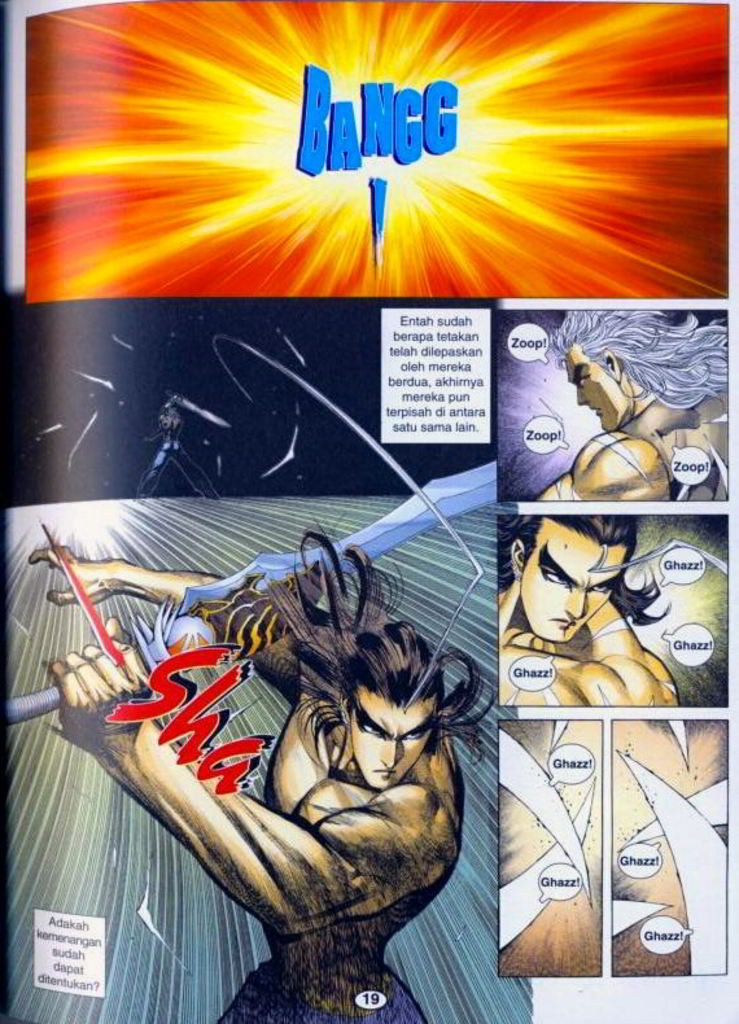 BANGG
!
Entah sudah
berapa tetakan
telah dilepaskan
oleh mereka
berdua, akhirnya
mereka pun
terpisah di antara
satu sama lain.
Zoop!
Zoop!
Zoop!
Ghazz!
Ghazz!
Ghazz!
Sha
Ghazz!
Ghazz!
Ghazz!
Ghazz!
Adakah
kemenangan
sudah
dapat
ditentukan?
19